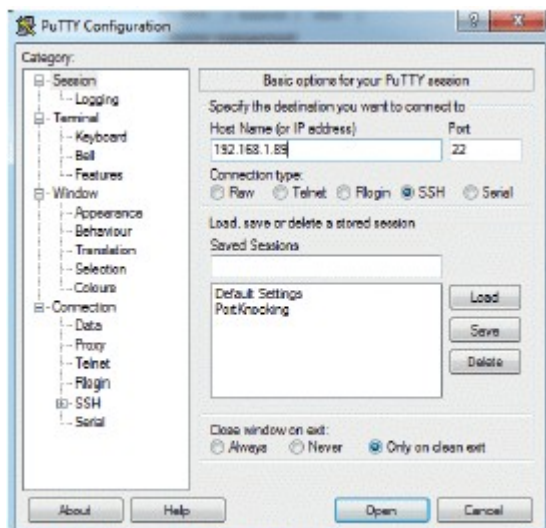 PuTTY Configuration
Category:
Session
Logging
Terminal
Keyboard
Bell
Features
Window
Appearance
Behaviour
Translation
Selection
Colours
Connection
Data
Proxy
Telnet
Rlogin
SSH
Serial
Basic options for your PuTTY session
Specify the destination you want to connect to
Host Name (or IP address) Port
192.168.1.89 22
Connection type:
Raw Telnet Rlogin SSH Serial
Load, save or delete a stored session
Saved Sessions
Default Settings
PortKnocking
Load
Save
Delete
Close window on exit:
Always Never Only on clean exit
About Help Open Cancel